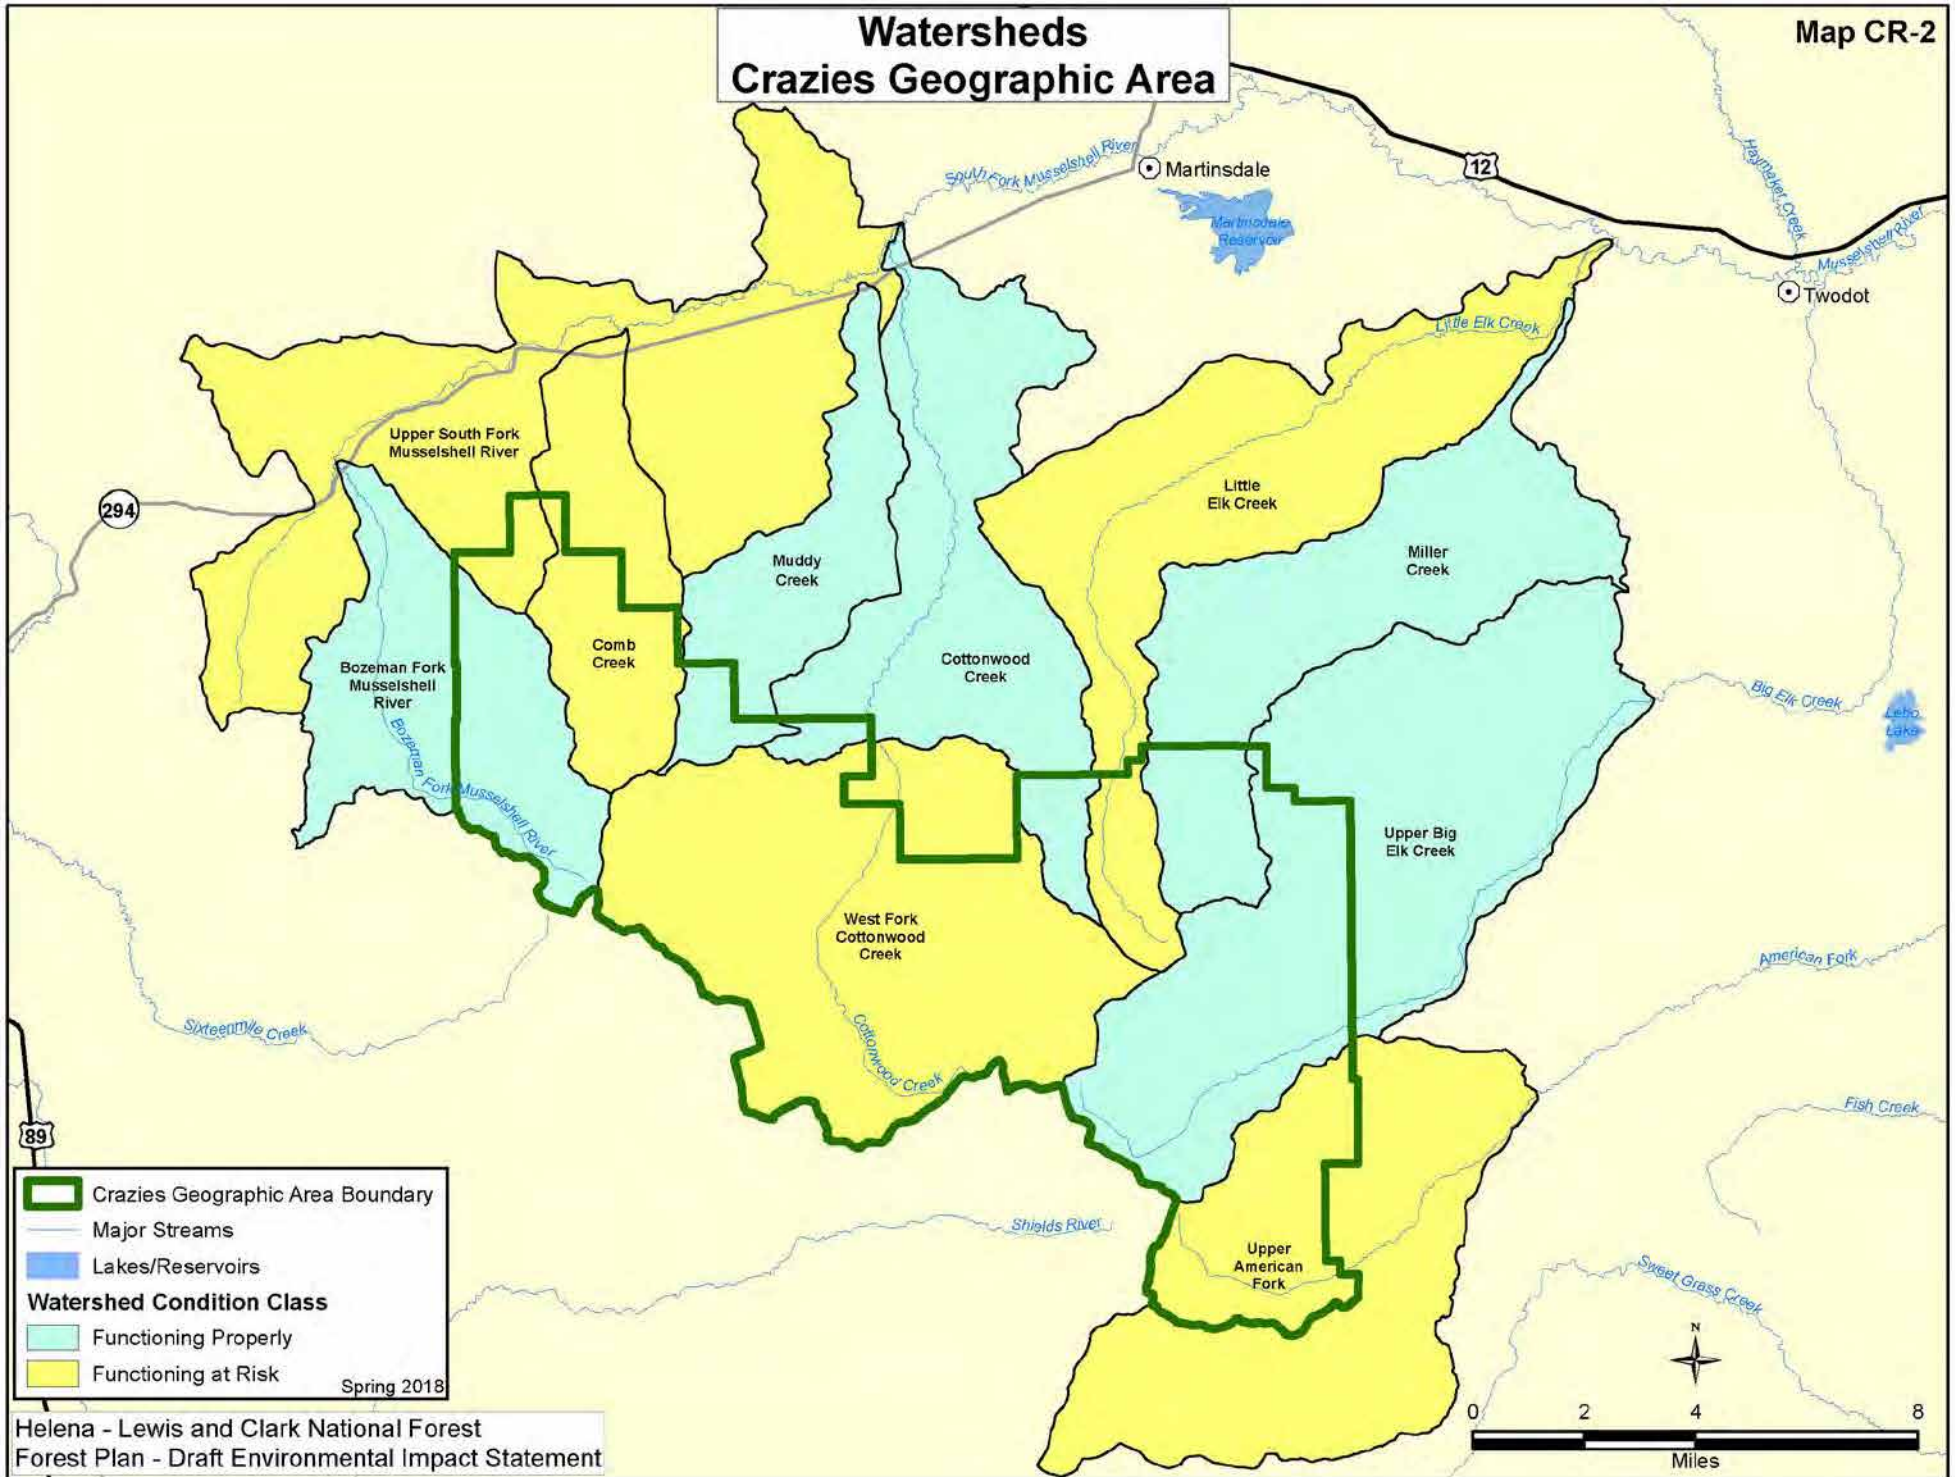 Watersheds
Crazies Geographic Area
Map CR-2
South Fork Musselshell River
Martinsdale
12
Haymaker Creek
Martinsdale
Reservoir
Musselshell River
Twodot
Little Elk Creek
Upper South Fork
Musselshell River
294
Little
Elk Creek
Muddy
Creek
Miller
Creek
Comb
Creek
Cottonwood
Creek
Bozeman Fork
Musselshell
River
Bozeman Fork Musselshell River
Big Elk Creek
Lebo
Lake
Upper Big
Elk Creek
West Fork
Cottonwood
Creek
American Fork
Sixteenmile Creek
Cottonwood Creek
Fish Creek
89
Shields River
Upper
American
Fork
Sweet Grass Creek
Crazies Geographic Area Boundary
Major Streams
Lakes/Reservoirs
Watershed Condition Class
Functioning Properly
Functioning at Risk
Spring 2018
N
0 2 4 8
Miles
Helena - Lewis and Clark National Forest
Forest Plan - Draft Environmental Impact Statement